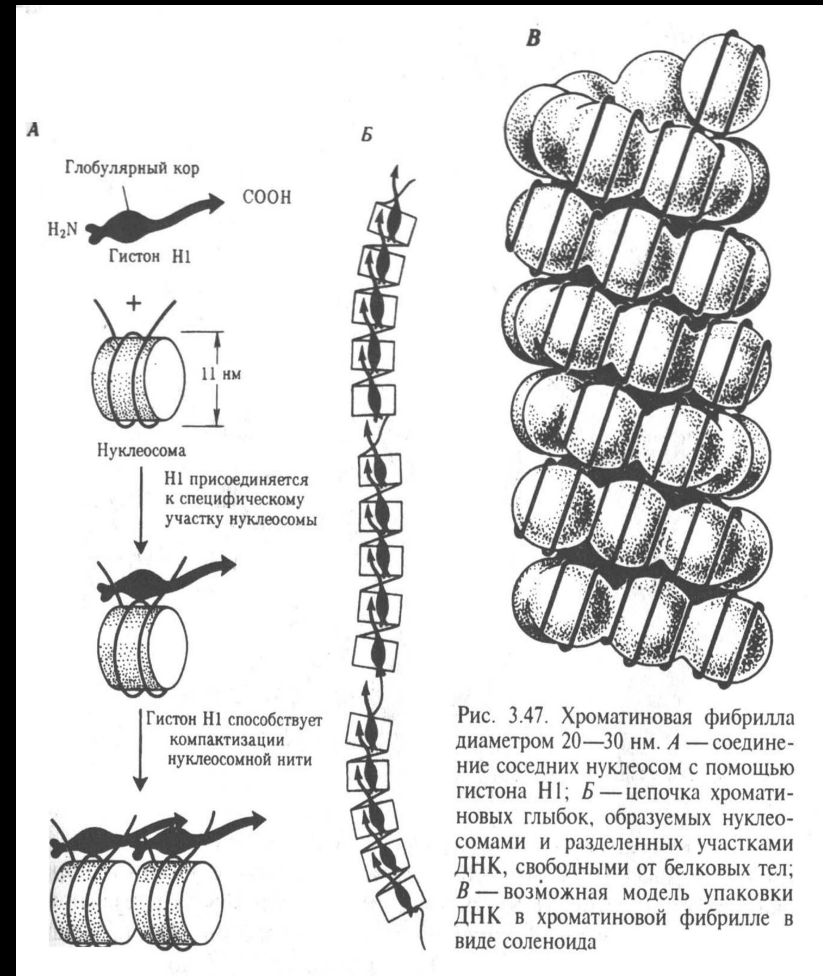 А
Глобулярный кор
COOH
H₂N
Гистон H1
+
11 нм
Нуклеосома
H1 присоединяется
к специфическому
участку нуклеосомы
Гистон H1 способствует
компактизации
нуклеосомной нити
Б
В
Рис. 3.47. Хроматиновая фибрилла
диаметром 20—30 нм. А — соедине-
ние соседних нуклеосом с помощью
гистона H1; Б — цепочка хромати-
новых глыбок, образуемых нуклео-
сомами и разделенных участками
ДНК, свободными от белковых тел;
В — возможная модель упаковки
ДНК в хроматиновой фибрилле в
виде соленоида